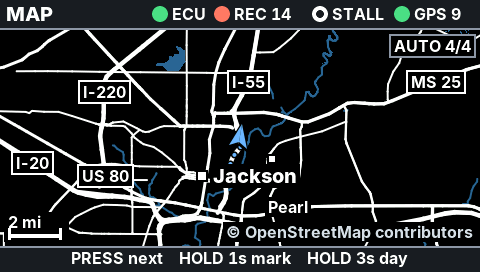 MAP ECU REC 14 STALL GPS 9
AUTO 4/4
I-55 MS 25
I-220
I-20
US 80 Jackson
Pearl
2 mi
© OpenStreetMap contributors
PRESS next HOLD 1s mark HOLD 3s day